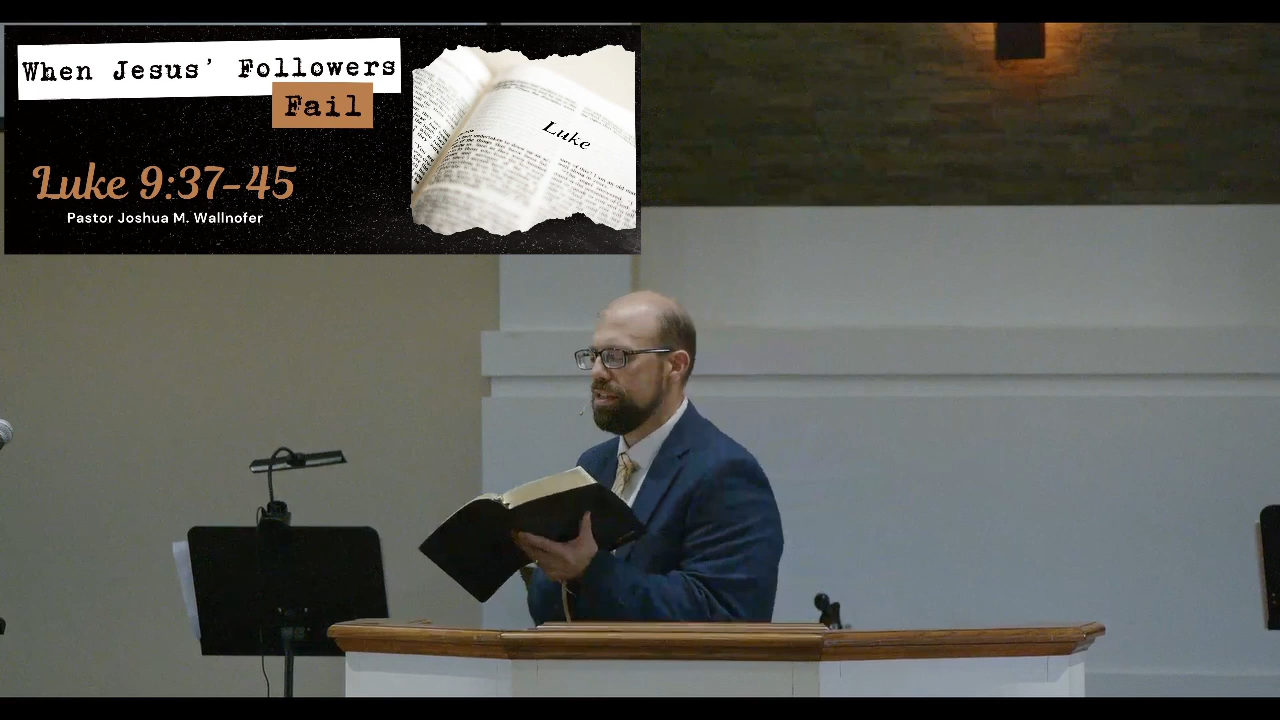 When Jesus' Followers
Fail
Luke 9:37-45
Pastor Joshua M. Wallnofer
Luke